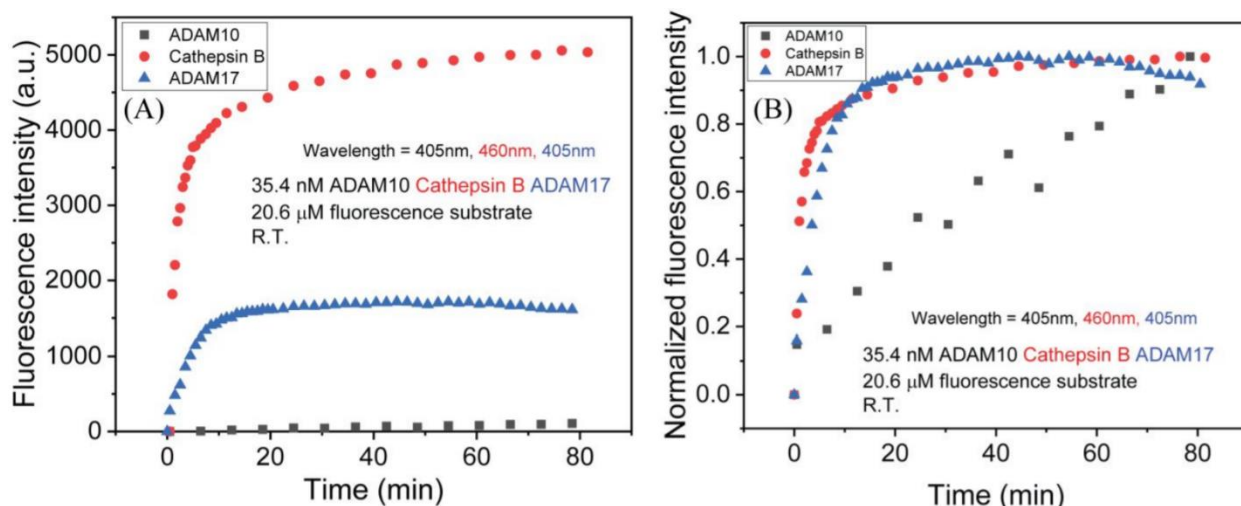 ADAM10
Cathepsin B
ADAM17
(A)
Wavelength = 405nm, 460nm, 405nm
35.4 nM ADAM10 Cathepsin B ADAM17
20.6 μM fluorescence substrate
R.T.
Fluorescence intensity (a.u.)
5000
4000
3000
2000
1000
0
0 20 40 60 80
Time (min)
ADAM10
Cathepsin B
ADAM17
(B)
Wavelength = 405nm, 460nm, 405nm
35.4 nM ADAM10 Cathepsin B ADAM17
20.6 μM fluorescence substrate
R.T.
Normalized fluorescence intensity
1.0
0.8
0.6
0.4
0.2
0.0
0 20 40 60 80
Time (min)